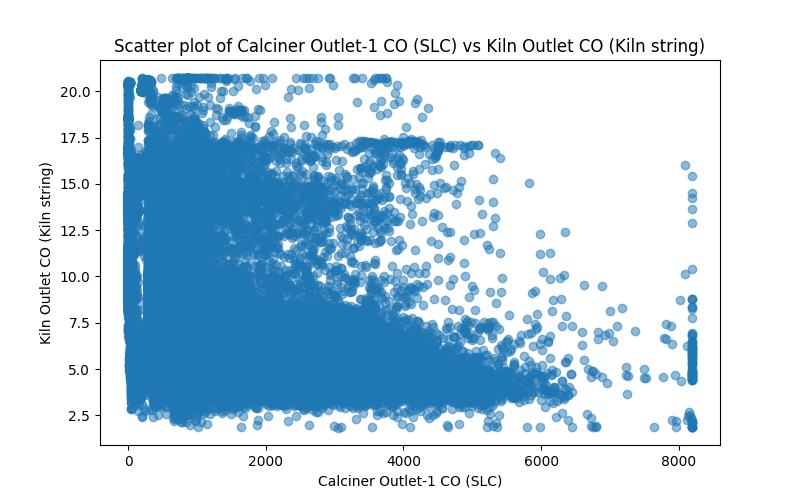 Scatter plot of Calciner Outlet-1 CO (SLC) vs Kiln Outlet CO (Kiln string)
20.0
17.5
15.0
12.5
10.0
7.5
5.0
2.5
Kiln Outlet CO (Kiln string)
0 2000 4000 6000 8000
Calciner Outlet-1 CO (SLC)